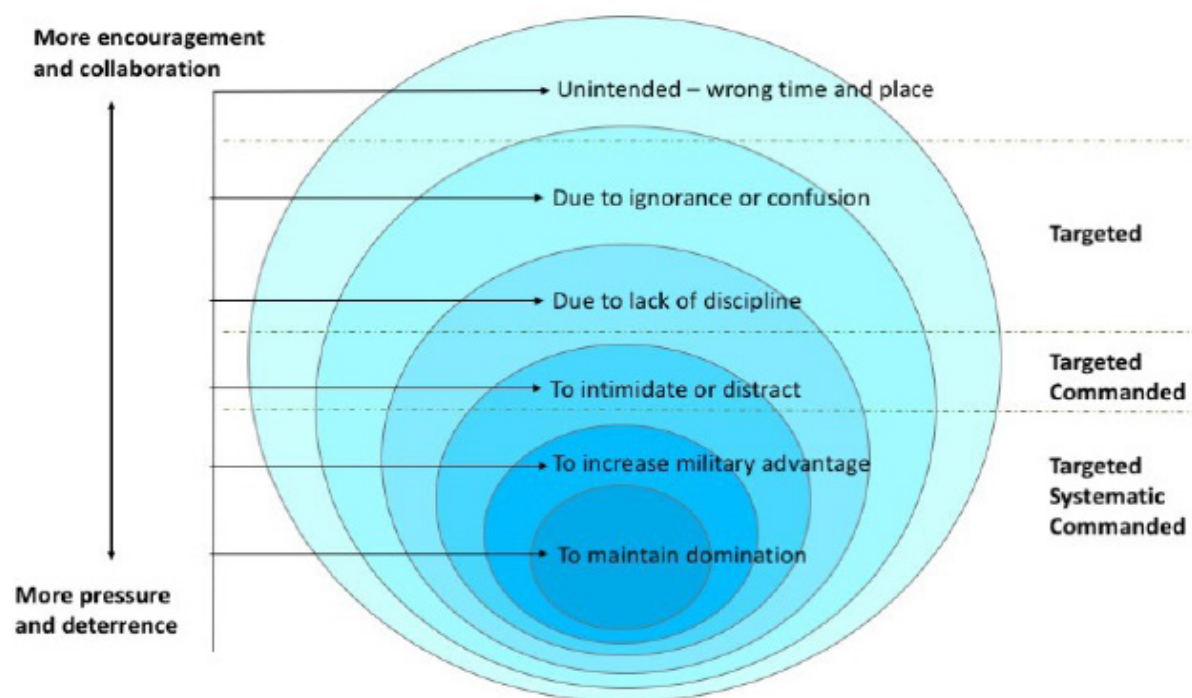 More encouragement
and collaboration
Unintended – wrong time and place
Due to ignorance or confusion
Targeted
Due to lack of discipline
To intimidate or distract
Targeted
Commanded
To increase military advantage
Targeted
Systematic
Commanded
To maintain domination
More pressure
and deterrence